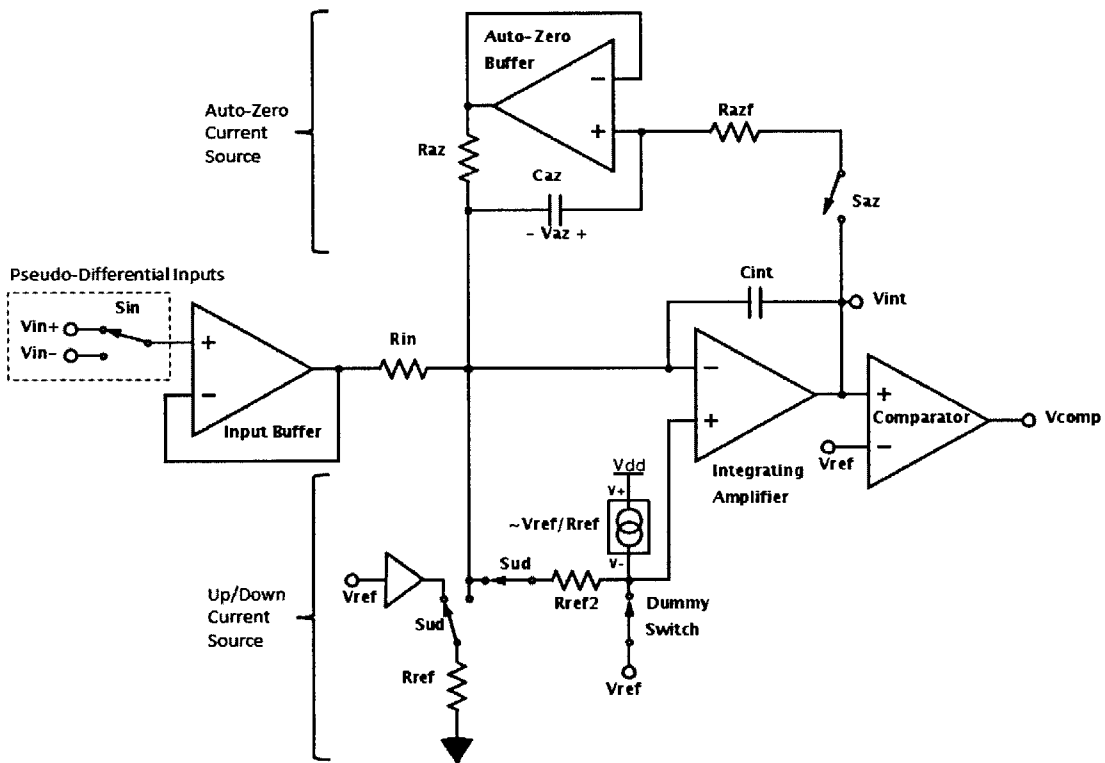 Auto-Zero
Buffer
Auto-Zero
Current
Source
Raz
Razf
Caz
- Vaz +
Saz
Pseudo-Differential Inputs
Sin
Vin+
Vin-
Input Buffer
Rin
Cint
Vint
Integrating
Amplifier
Comparator
Vref
Vcomp
Vdd
V+
~Vref/Rref
V-
Up/Down
Current
Source
Vref
Sud
Rref
Sud
Rref2
Dummy
Switch
Vref